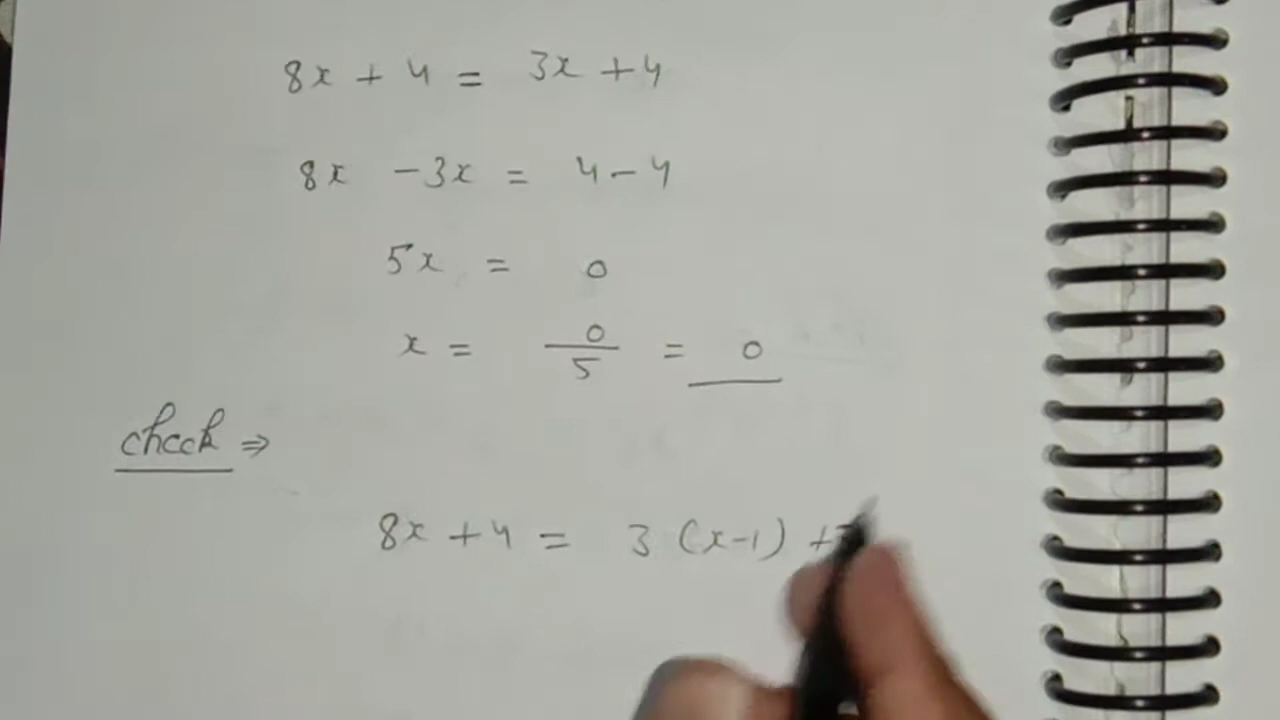 8x + 4 = 3x + 4
8x - 3x = 4 - 4
5x = 0
x = 0/5 = 0
check ⇒
8x + 4 = 3 (x-1) +